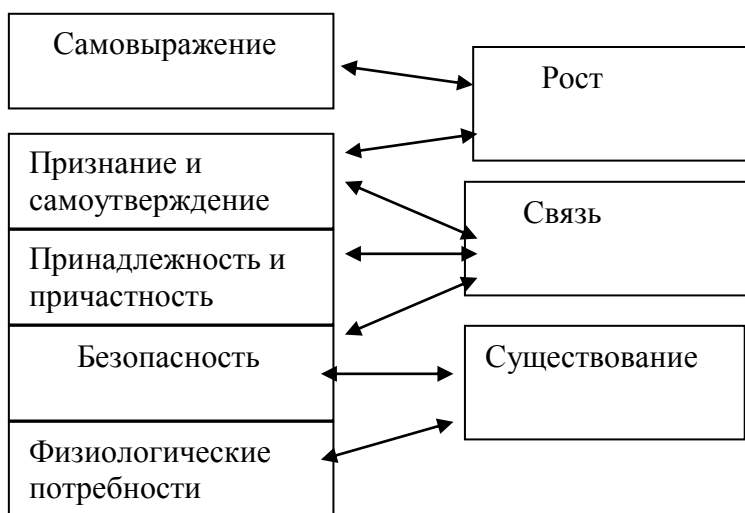 Самовыражение
Признание и
самоутверждение
Принадлежность и
причастность
Безопасность
Физиологические
потребности
Рост
Связь
Существование